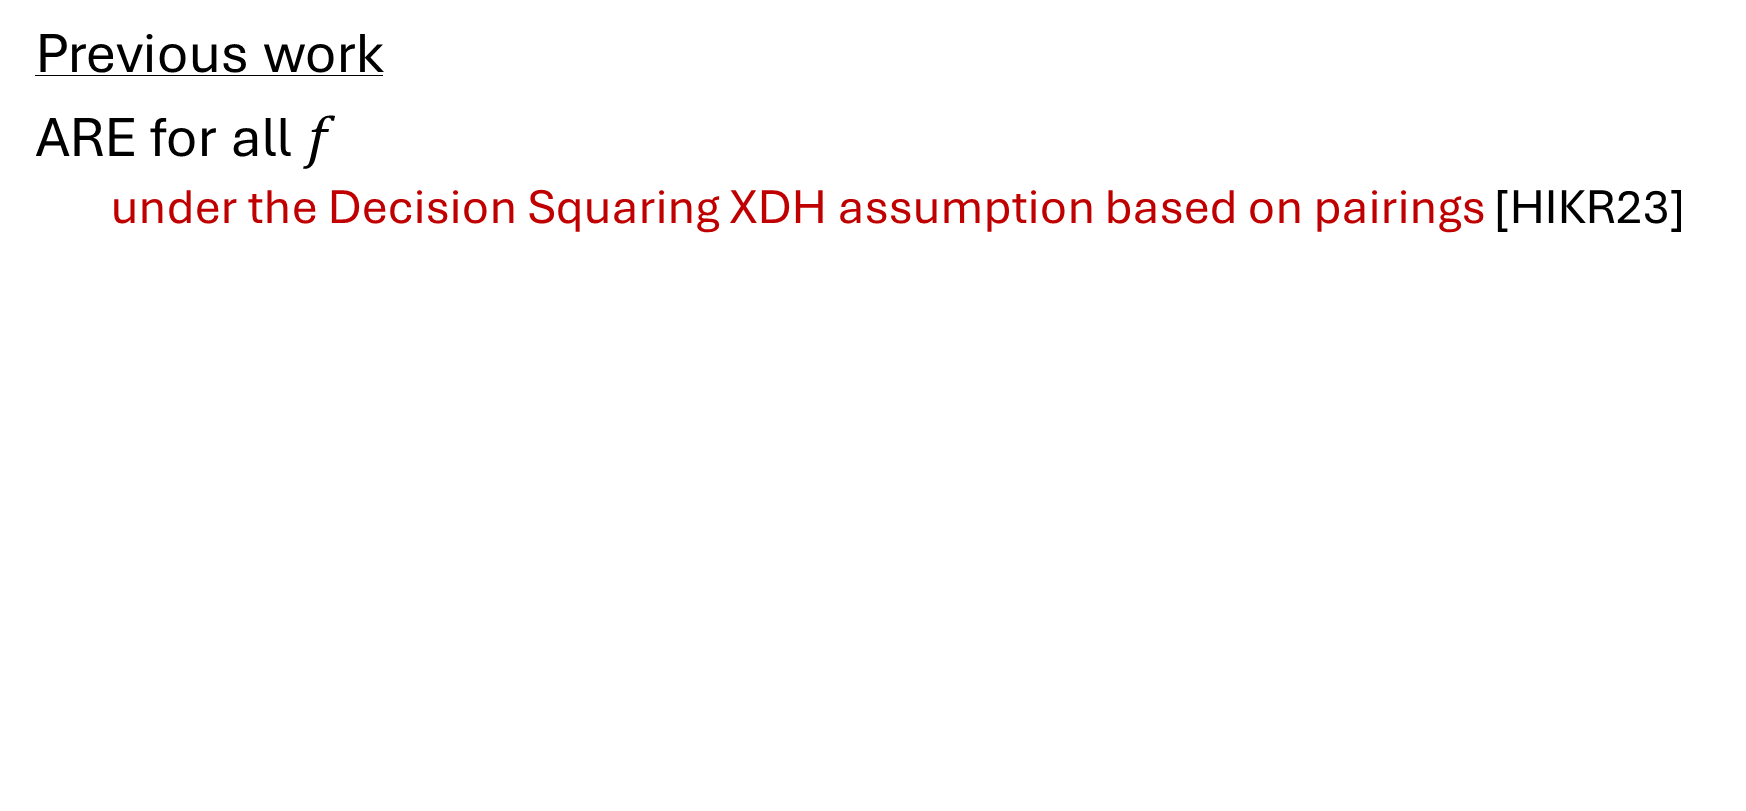 Previous work
ARE for all f
under the Decision Squaring XDH assumption based on pairings [HIKR23]